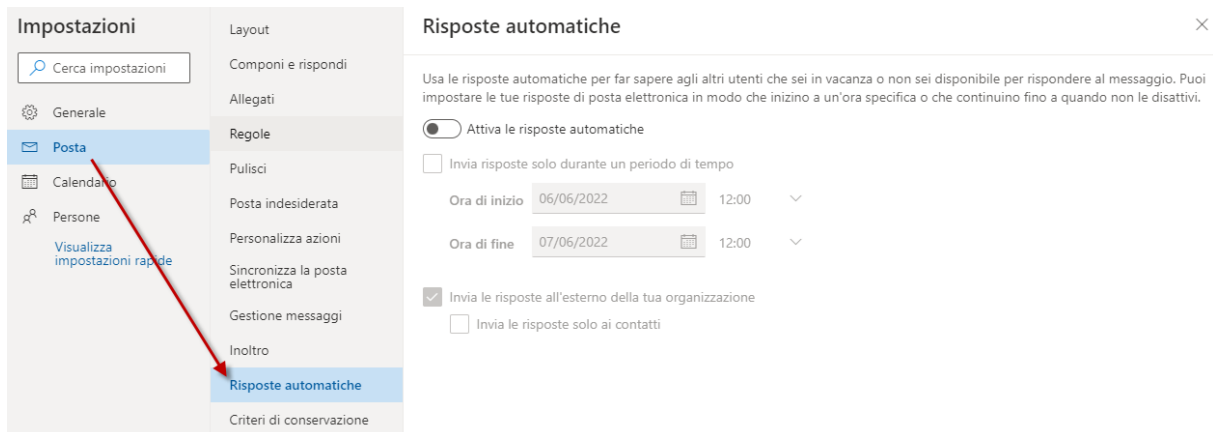 Impostazioni
Cerca impostazioni
Generale
Posta
Calendario
Persone
Visualizza
impostazioni rapide
Layout
Componi e rispondi
Allegati
Regole
Pulisci
Posta indesiderata
Personalizza azioni
Sincronizza la posta
elettronica
Gestione messaggi
Inoltro
Risposte automatiche
Criteri di conservazione
Risposte automatiche
Usa le risposte automatiche per far sapere agli altri utenti che sei in vacanza o non sei disponibile per rispondere al messaggio. Puoi
impostare le tue risposte di posta elettronica in modo che inizino a un'ora specifica o che continuino fino a quando non le disattivi.
Attiva le risposte automatiche
Invia risposte solo durante un periodo di tempo
Ora di inizio 06/06/2022 12:00
Ora di fine 07/06/2022 12:00
Invia le risposte all'esterno della tua organizzazione
Invia le risposte solo ai contatti